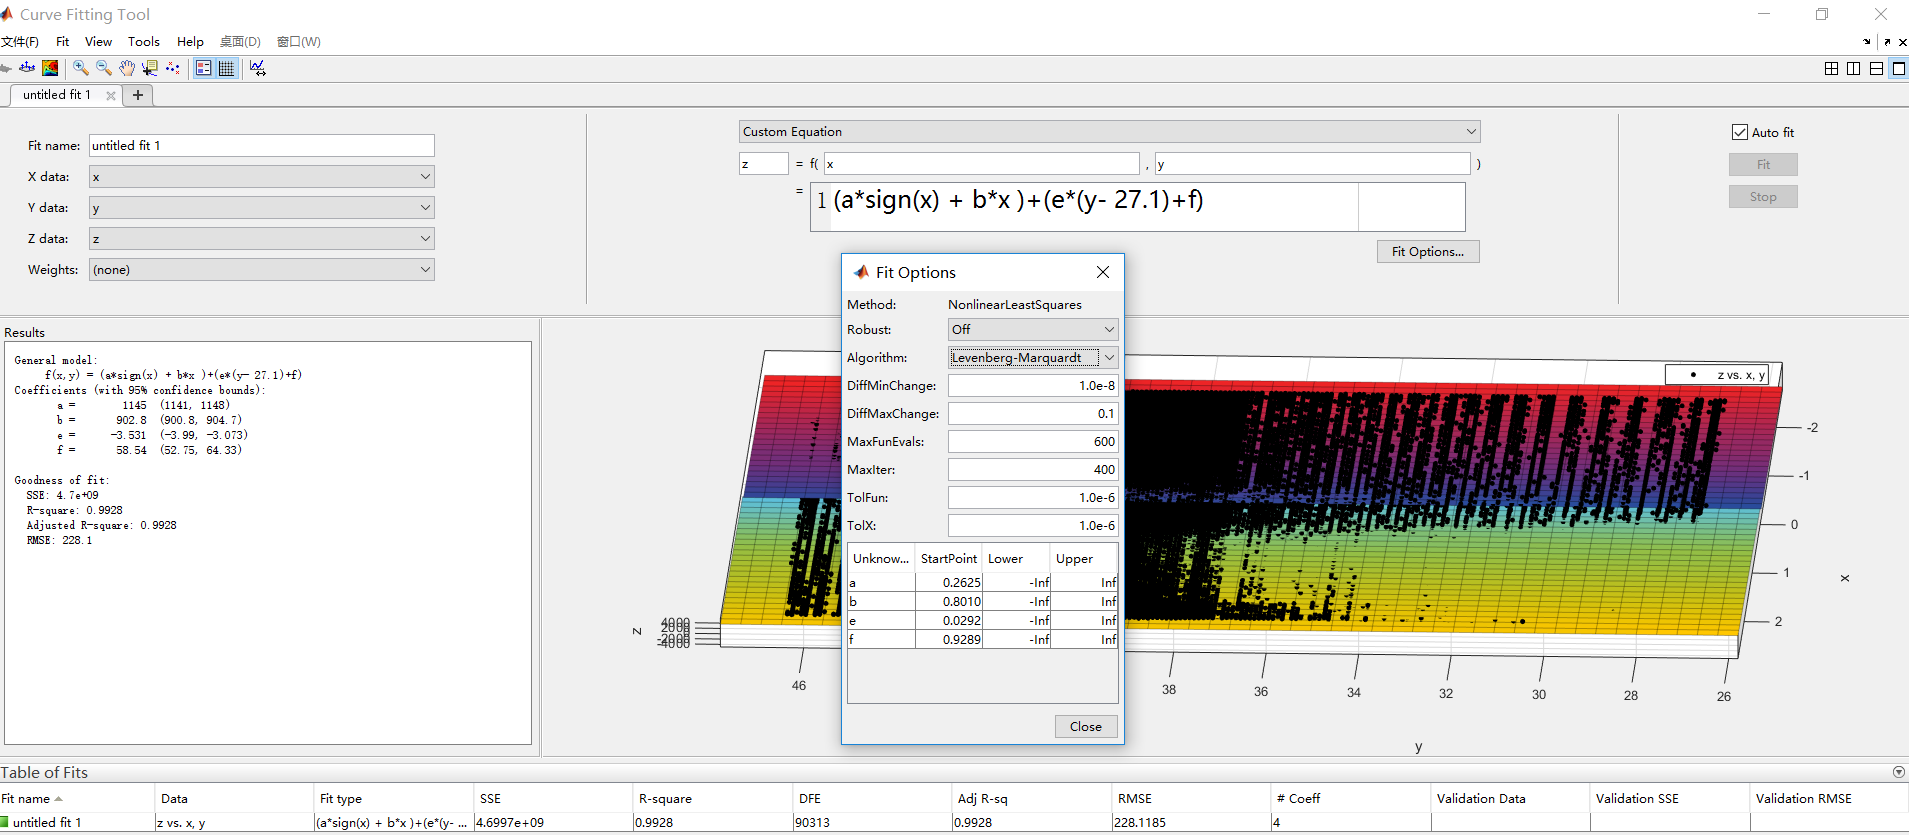 Curve Fitting Tool
文件(F) Fit View Tools Help 桌面(D) 窗口(W)
untitled fit 1
Fit name: untitled fit 1
X data: x
Y data: y
Z data: z
Weights: (none)
Custom Equation
z = f( x , y )
= 1 (a*sign(x) + b*x )+(e*(y- 27.1)+f)
Fit Options...
Auto fit
Fit
Stop
Results
General model:
f(x,y) = (a*sign(x) + b*x )+(e*(y- 27.1)+f)
Coefficients (with 95% confidence bounds):
a = 1145 (1141, 1148)
b = 902.8 (900.8, 904.7)
e = -3.531 (-3.99, -3.073)
f = 58.54 (52.75, 64.33)
Goodness of fit:
SSE: 4.7e+09
R-square: 0.9928
Adjusted R-square: 0.9928
RMSE: 228.1
Fit Options
Method: NonlinearLeastSquares
Robust: Off
Algorithm: Levenberg-Marquardt
DiffMinChange: 1.0e-8
DiffMaxChange: 0.1
MaxFunEvals: 600
MaxIter: 400
TolFun: 1.0e-6
TolX: 1.0e-6
Unknow... StartPoint Lower Upper
a 0.2625 -Inf Inf
b 0.8010 -Inf Inf
e 0.0292 -Inf Inf
f 0.9289 -Inf Inf
Close
z vs. x, y
-2
-1
0
1
2
x
z
4000
2000
0
-2000
-4000
46 38 36 34 32 30 28 26
y
Table of Fits
Fit name Data Fit type SSE R-square DFE Adj R-sq RMSE # Coeff Validation Data Validation SSE Validation RMSE
untitled fit 1 z vs. x, y (a*sign(x) + b*x )+(e*(y- ... 4.6997e+09 0.9928 90313 0.9928 228.1185 4